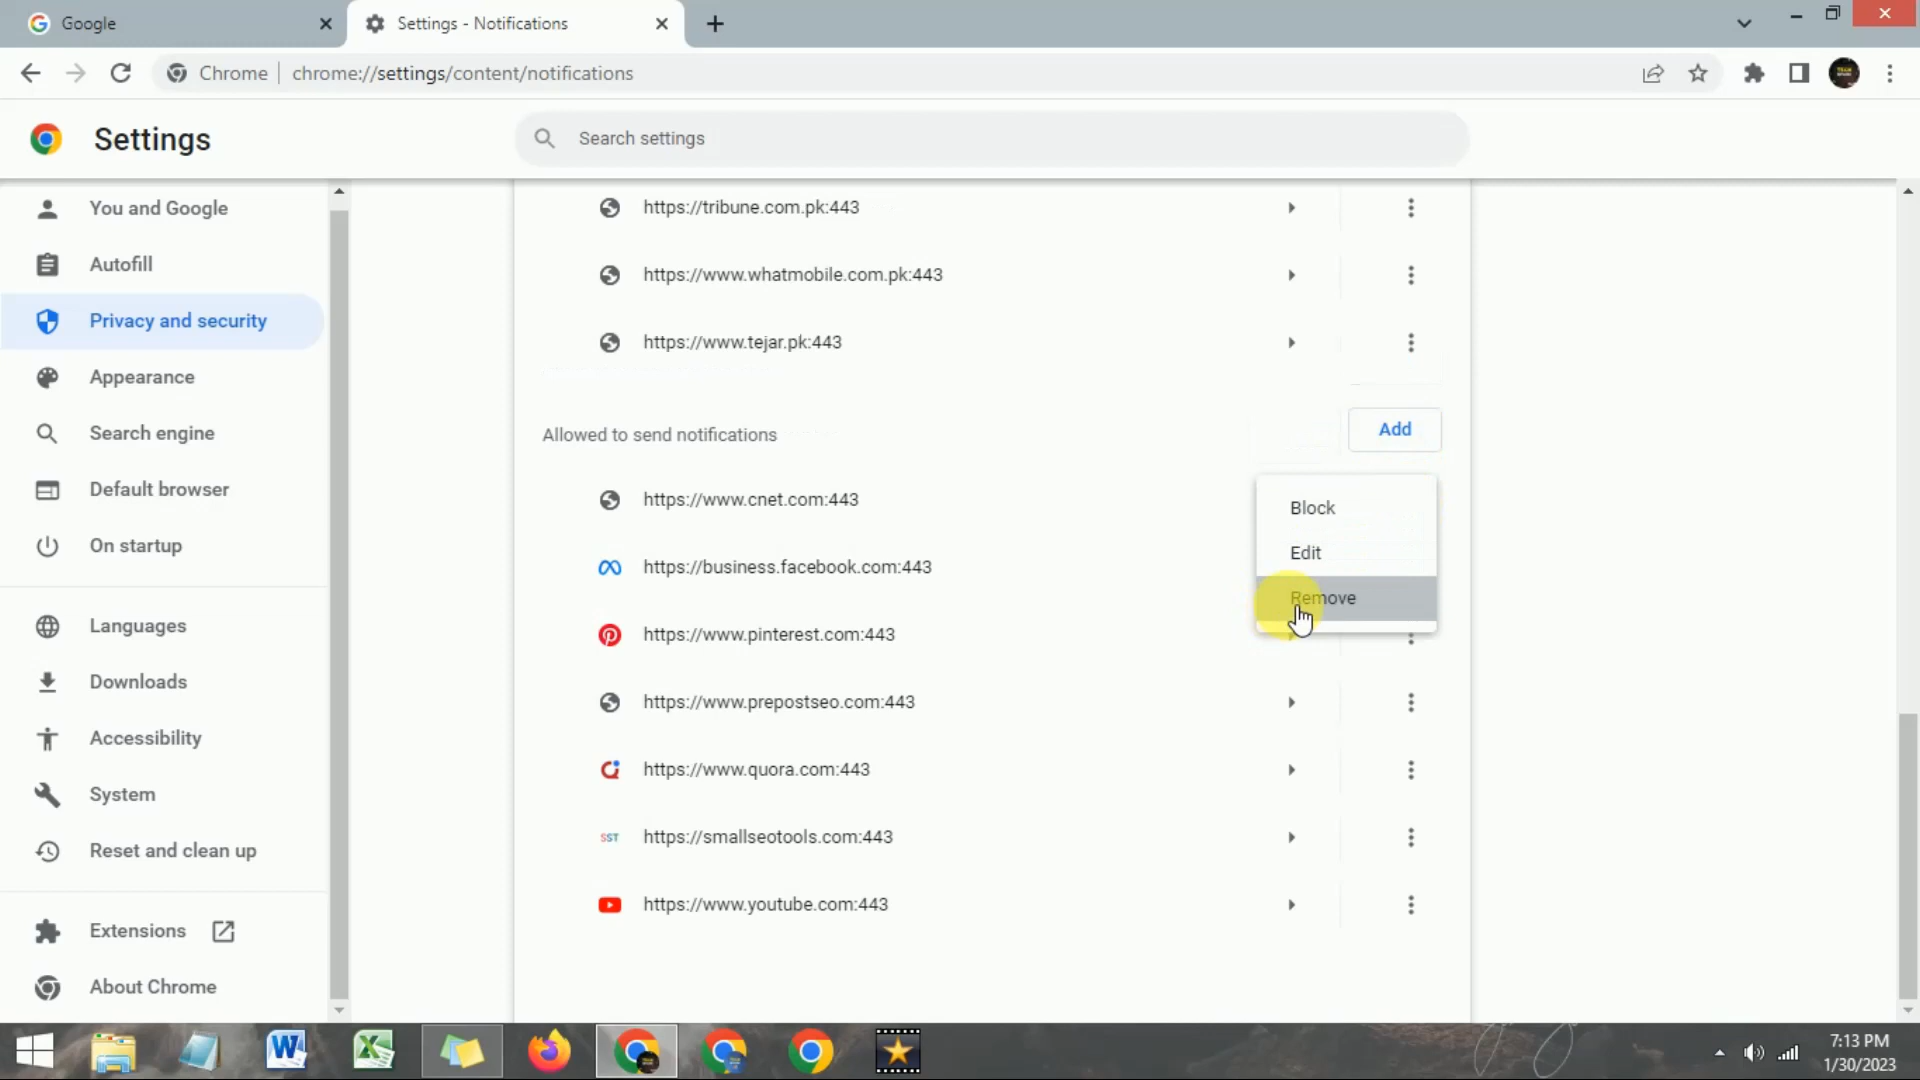 Google
Settings - Notifications
Chrome
chrome://settings/content/notifications
Settings
Search settings
You and Google
Autofill
Privacy and security
Appearance
Search engine
Default browser
On startup
Languages
Downloads
Accessibility
System
Reset and clean up
Extensions
About Chrome
https://tribune.com.pk:443
https://www.whatmobile.com.pk:443
https://www.tejar.pk:443
Allowed to send notifications
Add
https://www.cnet.com:443
https://business.facebook.com:443
https://www.pinterest.com:443
https://www.prepostseo.com:443
https://www.quora.com:443
SST
https://smallseotools.com:443
https://www.youtube.com:443
Block
Edit
Remove
7:13 PM
1/30/2023